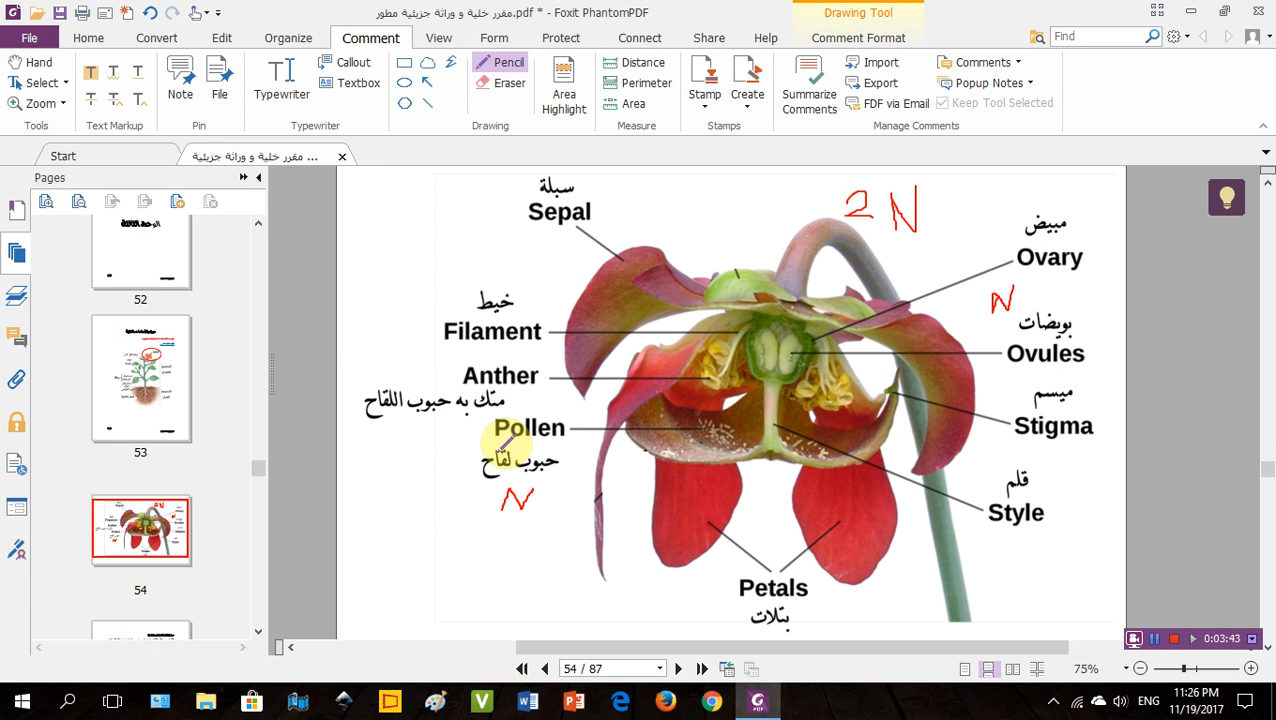 مقرر خلية و وراثة جزيئية مطور.pdf * - Foxit PhantomPDF
Drawing Tool
File Home Convert Edit Organize Comment View Form Protect Connect Share Help Comment Format
Find
Hand
Select
Zoom
Tools
Text Markup
Note
File
Pin
Typewriter
Callout
Textbox
Typewriter
Pencil
Eraser
Area Highlight
Drawing
Distance
Perimeter
Area
Measure
Stamp
Create
Stamps
Summarize Comments
Import
Export
FDF via Email
Comments
Popup Notes
Keep Tool Style
Manage Comments
Start
مقرر خلية و وراثة جزيئية ...
Pages
الوحدة الثالثة
52
53
54
سبلة
Sepal
2 N
مبيض
Ovary
خيط
Filament
N
بويضات
Ovules
Anther
متك به حبوب اللقاح
ميسم
Stigma
Pollen
حبوب لقاح
N
قلم
Style
Petals
بتلات
0:03:43
54 / 87
75%
ENG
11:26 PM
11/19/2017